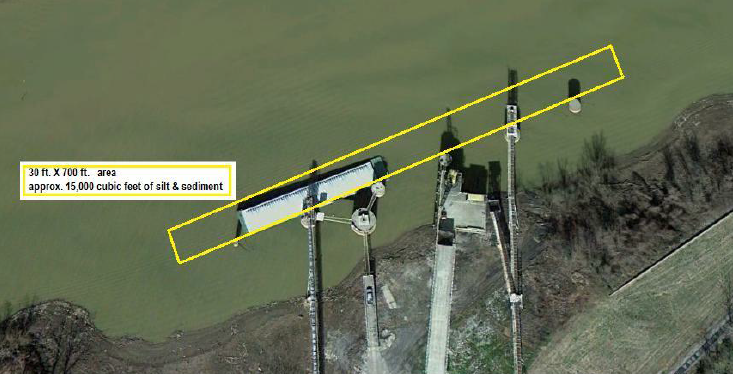 30 ft. X 700 ft. area
approx. 15,000 cubic feet of silt & sediment